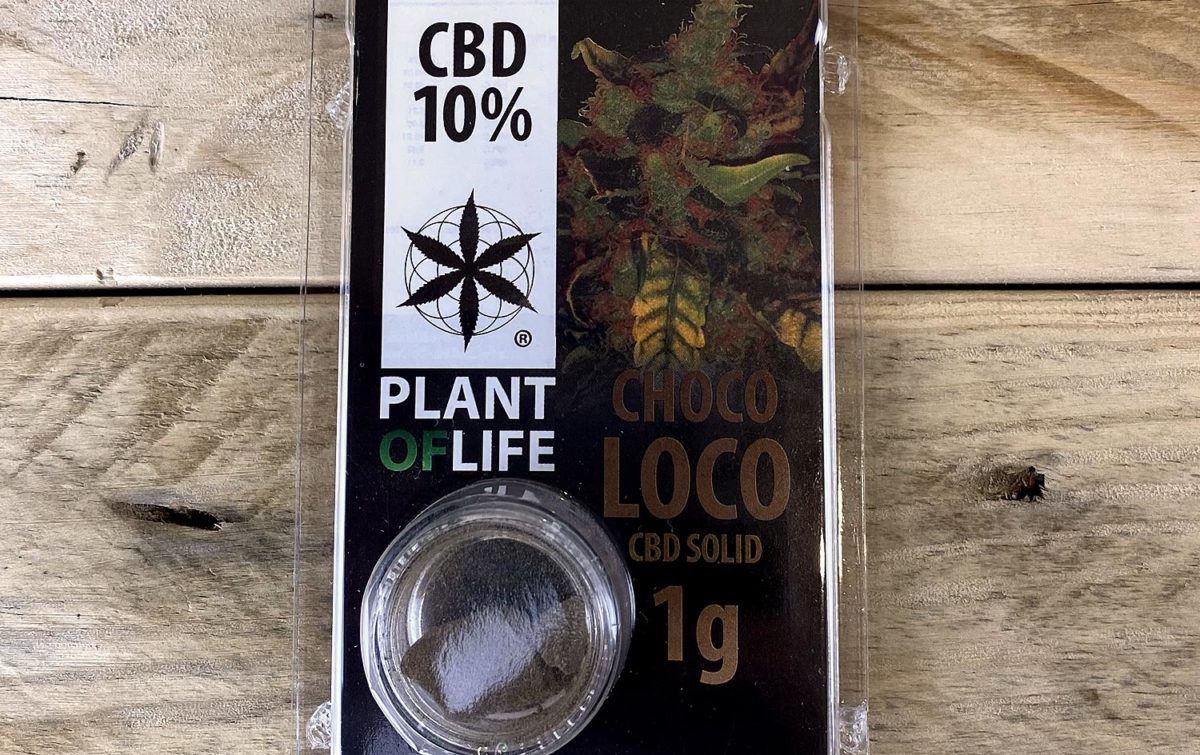 CBD
10%
®
PLANT
OFLIFE
CHOCO
LOCO
CBD SOLID
1g